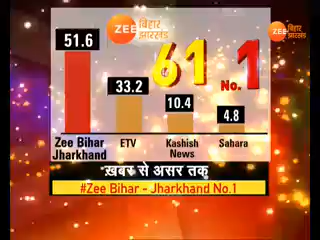 ZEE बिहार झारखंड
ZEE बिहार झारखंड
51.6
61 No.1
33.2
10.4
4.8
Zee Bihar Jharkhand
ETV
Kashish News
Sahara
ख़बर से असर तक
#Zee Bihar - Jharkhand No.1